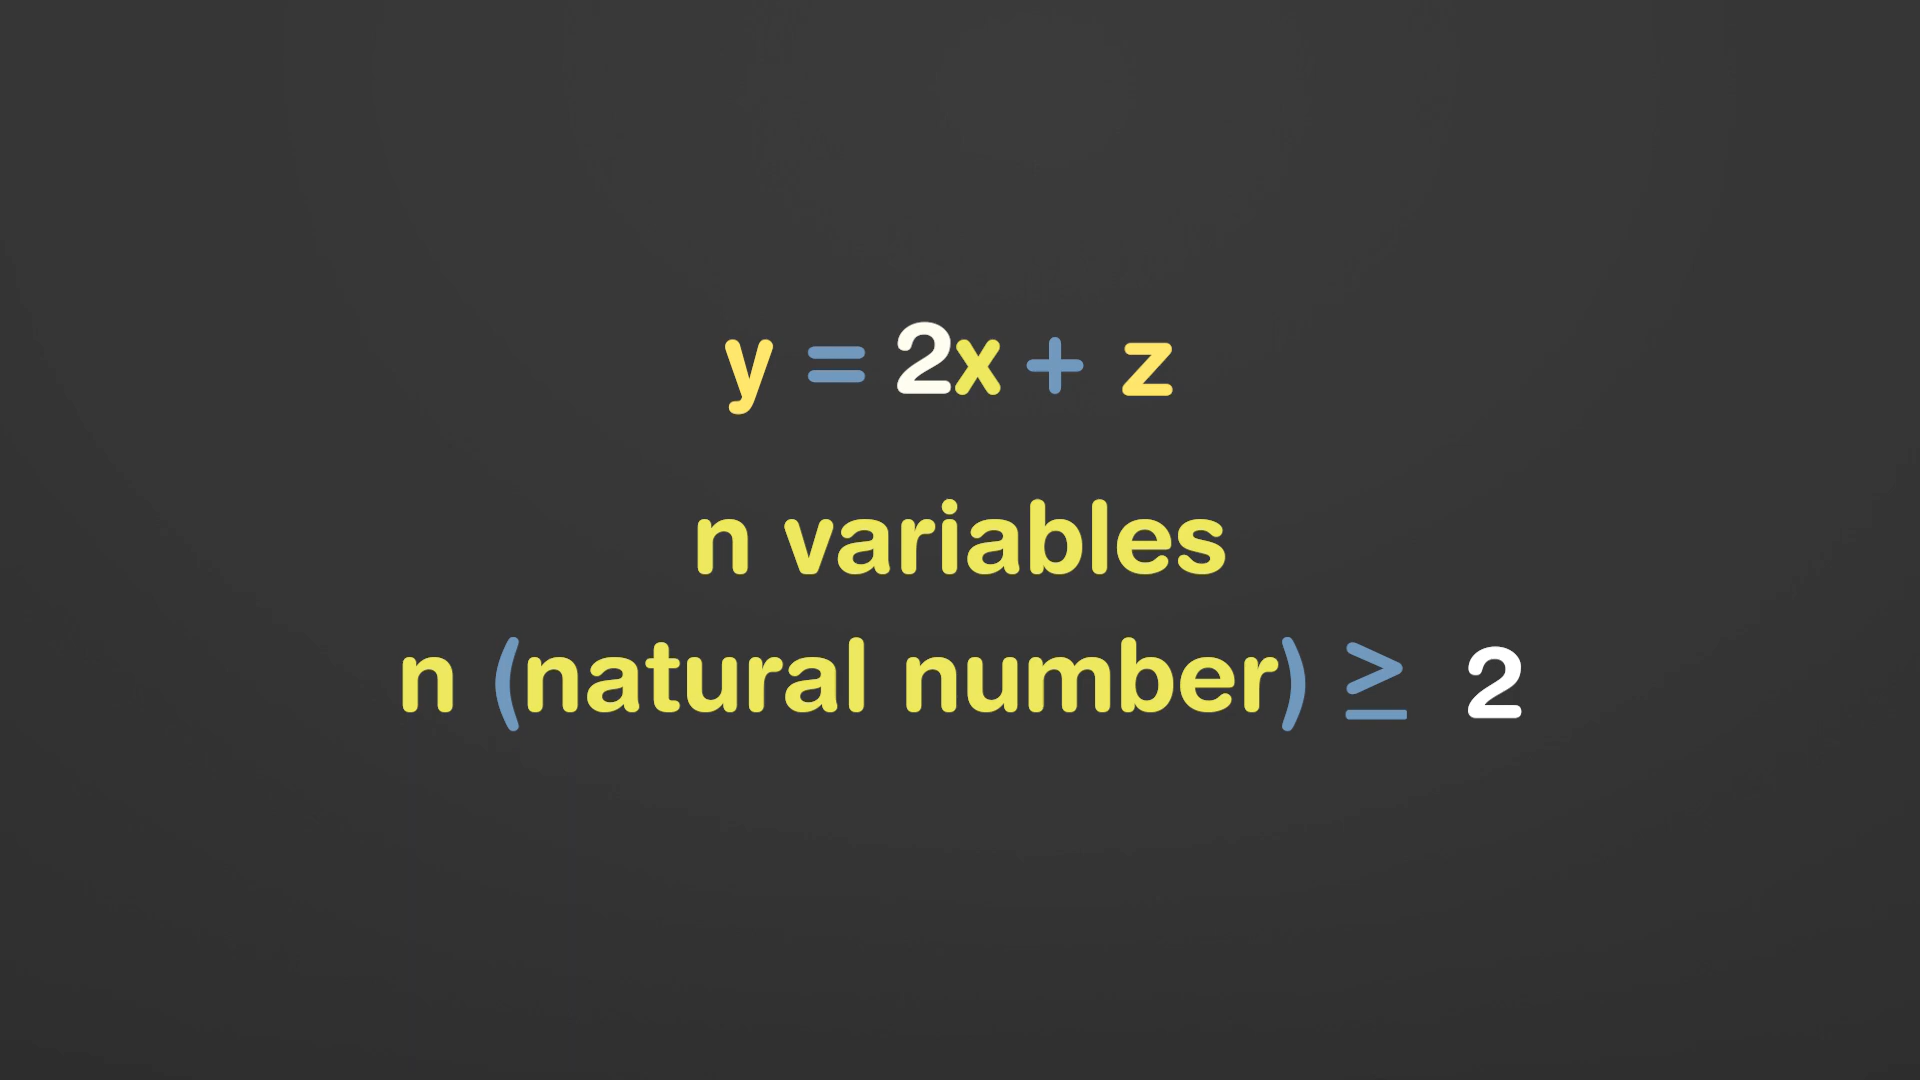 y = 2x + z
n variables
n (natural number) ≥ 2